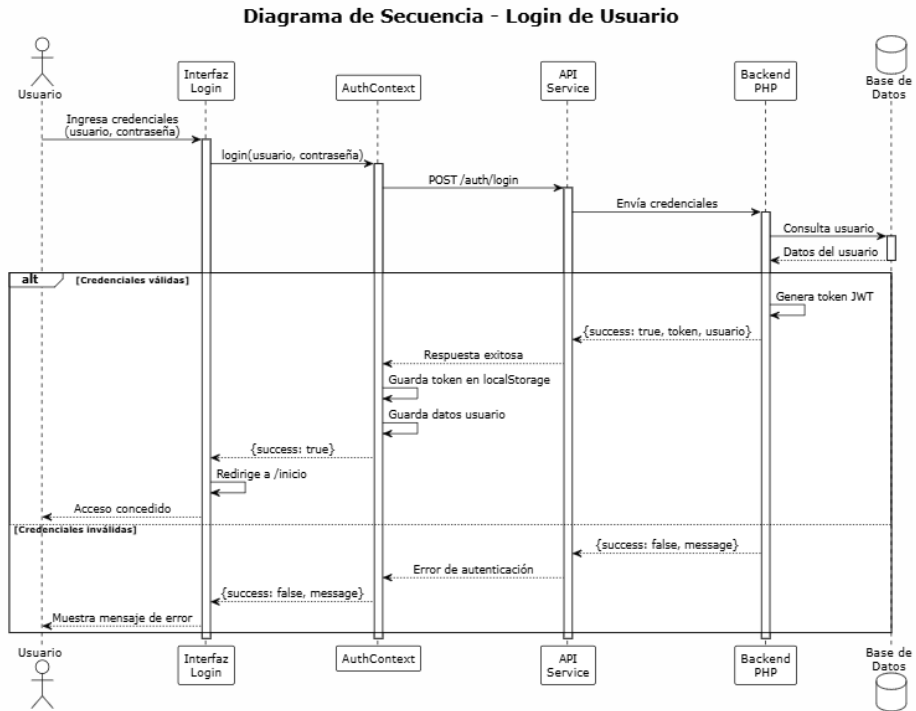 Diagrama de Secuencia - Login de Usuario
Usuario
Interfaz
Login
AuthContext
API
Service
Backend
PHP
Base de
Datos
Ingresa credenciales
(usuario, contraseña)
login(usuario, contraseña)
POST /auth/login
Envía credenciales
Consulta usuario
Datos del usuario
alt
[Credenciales válidas]
Genera token JWT
{success: true, token, usuario}
Respuesta exitosa
Guarda token en localStorage
Guarda datos usuario
{success: true}
Redirige a /inicio
Acceso concedido
[Credenciales inválidas]
{success: false, message}
Error de autenticación
{success: false, message}
Muestra mensaje de error
Usuario
Interfaz
Login
AuthContext
API
Service
Backend
PHP
Base de
Datos